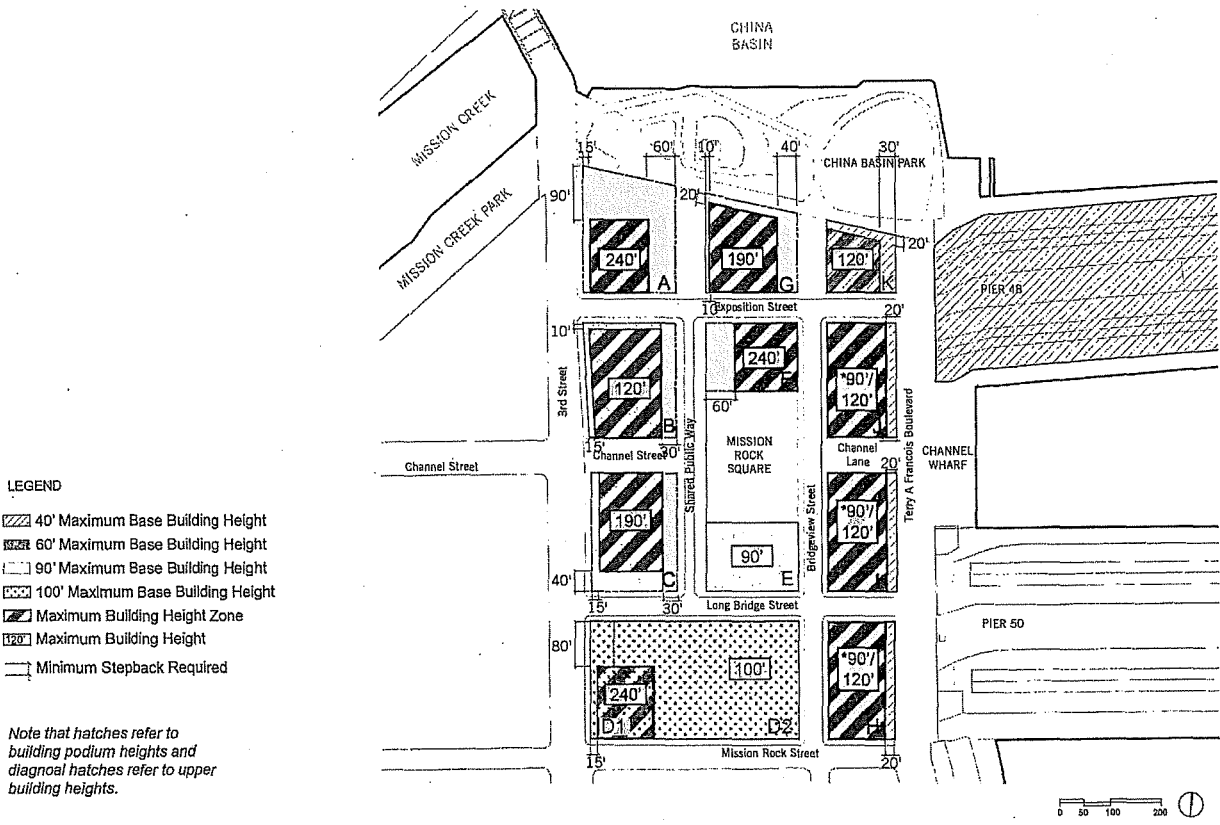 CHINA
BASIN
MISSION CREEK
MISSION CREEK PARK
15'
60'
10'
40'
30'
CHINA BASIN PARK
90'
20'
20'
240'
190'
120'
A
G
K
PIER 48
10'
Exposition Street
20'
10'
240'
F
*90'/
120'
120'
60'
3rd Street
B
J
15'
30'
Channel Street
Channel Street
Shared Public Way
MISSION
ROCK
SQUARE
Channel
Lane
20'
Terry A Francois Boulevard
CHANNEL
WHARF
Bridgeview Street
190'
*90'/
120'
90'
40'
C
E
I
15'
30'
Long Bridge Street
80'
PIER 50
100'
*90'/
120'
240'
D1
D2
H
Mission Rock Street
15'
20'
LEGEND
40' Maximum Base Building Height
60' Maximum Base Building Height
90' Maximum Base Building Height
100' Maximum Base Building Height
Maximum Building Height Zone
120' Maximum Building Height
Minimum Stepback Required
Note that hatches refer to
building podium heights and
diagnoal hatches refer to upper
building heights.
0 50 100 200